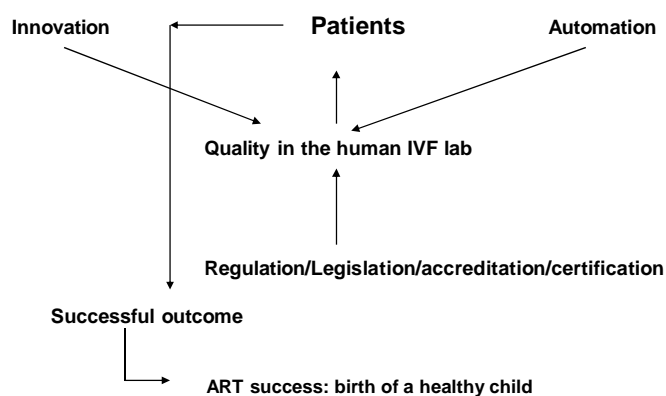 Innovation
Patients
Automation
Quality in the human IVF lab
Regulation/Legislation/accreditation/certification
Successful outcome
ART success: birth of a healthy child